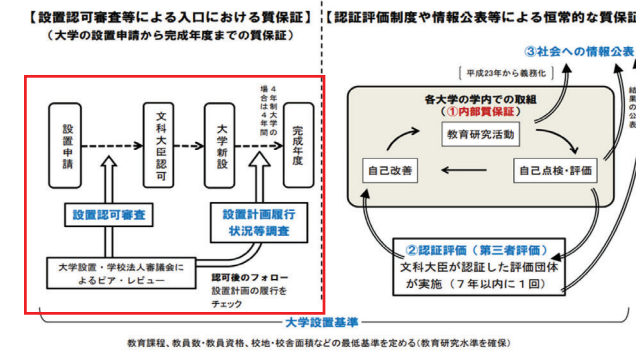 【設置認可審査等による入口における質保証】
（大学の設置申請から完成年度までの質保証）
4年制大学の
場合は4年間
設置申請
文科大臣認可
大学新設
完成年度
設置認可審査
設置計画履行
状況等調査
大学設置・学校法人審議会に
よるピア・レビュー
認可後のフォロー
設置計画の履行を
チェック
【認証評価制度や情報公表等による恒常的な質保証
③社会への情報公表
［平成23年から義務化］
結果の公表
各大学の学内での取組
（①内部質保証）
教育研究活動
自己改善
自己点検・評価
②認証評価（第三者評価）
文科大臣が認証した評価団体
が実施（7年以内に1回）
大学設置基準
教育課程、教員数・教員資格、校地・校舎面積などの最低基準を定める（教育研究水準を確保）